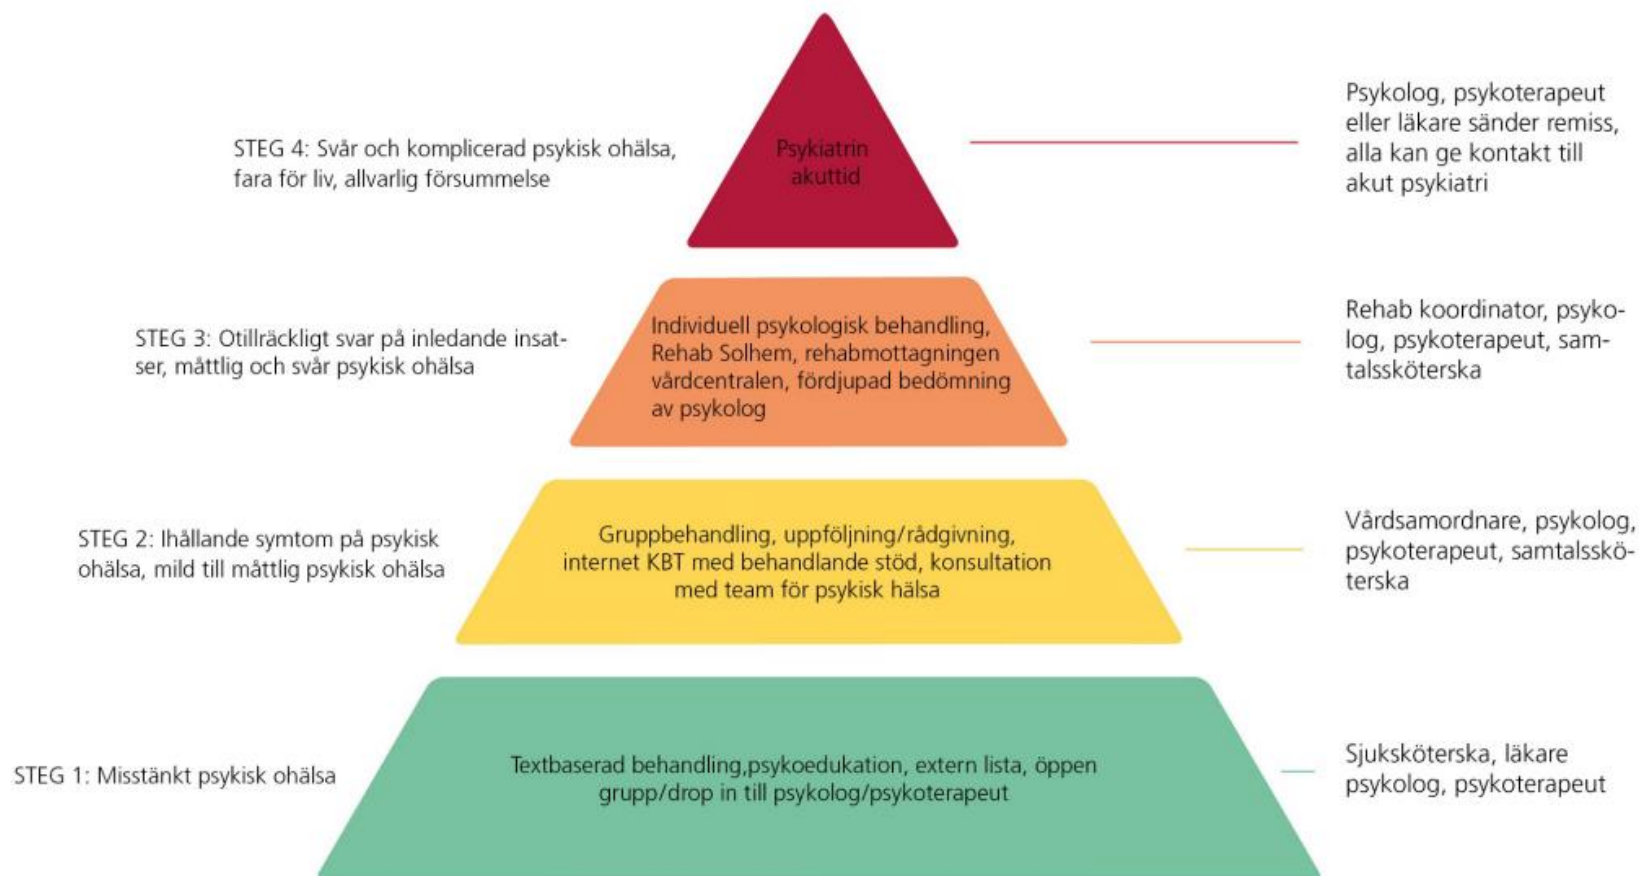 STEG 4: Svår och komplicerad psykisk ohälsa,
fara för liv, allvarlig försummelse
Psykiatrin
akuttid
Psykolog, psykoterapeut
eller läkare sänder remiss,
alla kan ge kontakt till
akut psykiatri
STEG 3: Otillräckligt svar på inledande insat-
ser, måttlig och svår psykisk ohälsa
Individuell psykologisk behandling,
Rehab Solhem, rehabmottagningen
vårdcentralen, fördjupad bedömning
av psykolog
Rehab koordinator, psyko-
log, psykoterapeut, sam-
talssköterska
STEG 2: Ihållande symtom på psykisk
ohälsa, mild till måttlig psykisk ohälsa
Gruppbehandling, uppföljning/rådgivning,
internet KBT med behandlande stöd, konsultation
med team för psykisk hälsa
Vårdsamordnare, psykolog,
psykoterapeut, samtalsskö-
terska
STEG 1: Misstänkt psykisk ohälsa
Textbaserad behandling,psykoedukation, extern lista, öppen
grupp/drop in till psykolog/psykoterapeut
Sjuksköterska, läkare
psykolog, psykoterapeut